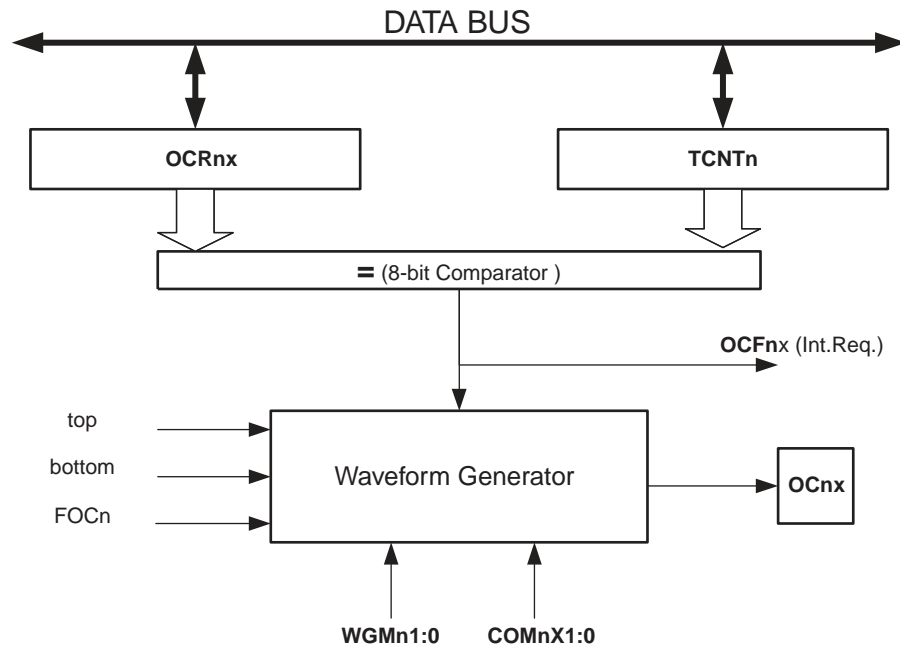 DATA BUS
OCRnx
TCNTn
= (8-bit Comparator )
OCFnx (Int.Req.)
top
bottom
FOCn
Waveform Generator
OCnx
WGMn1:0
COMnX1:0